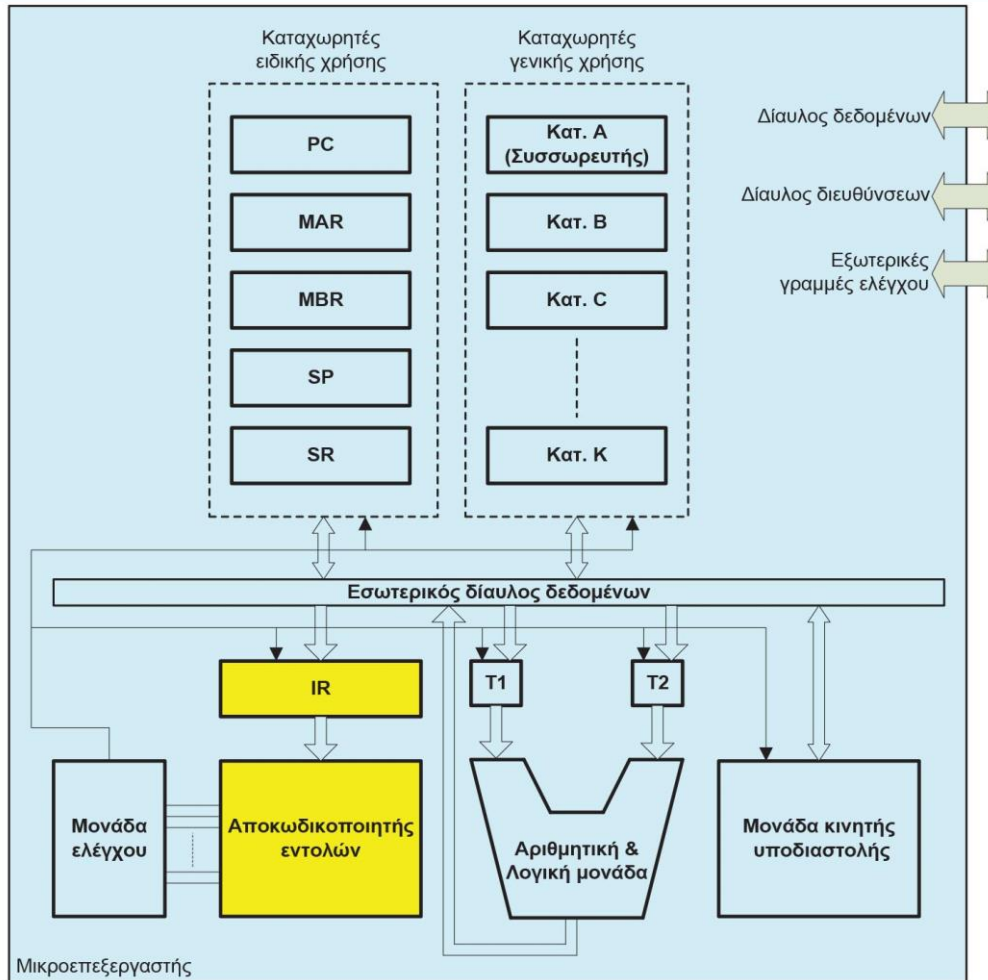 Καταχωρητές
ειδικής χρήσης
Καταχωρητές
γενικής χρήσης
PC
MAR
MBR
SP
SR
Κατ. A
(Συσσωρευτής)
Κατ. B
Κατ. C
Κατ. K
Δίαυλος δεδομένων
Δίαυλος διευθύνσεων
Εξωτερικές
γραμμές ελέγχου
Εσωτερικός δίαυλος δεδομένων
IR
T1
T2
Μονάδα
ελέγχου
Αποκωδικοποιητής
εντολών
Αριθμητική &
Λογική μονάδα
Μονάδα κινητής
υποδιαστολής
Μικροεπεξεργαστής